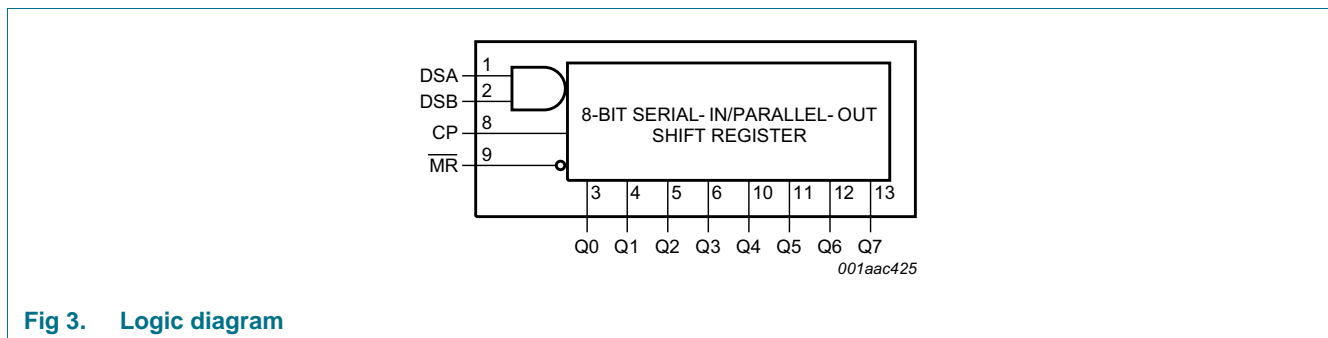 DSA 1
DSB 2
CP 8
MR 9
8-BIT SERIAL- IN/PARALLEL- OUT
SHIFT REGISTER
3 4 5 6 10 11 12 13
Q0 Q1 Q2 Q3 Q4 Q5 Q6 Q7
001aac425
Fig 3. Logic diagram